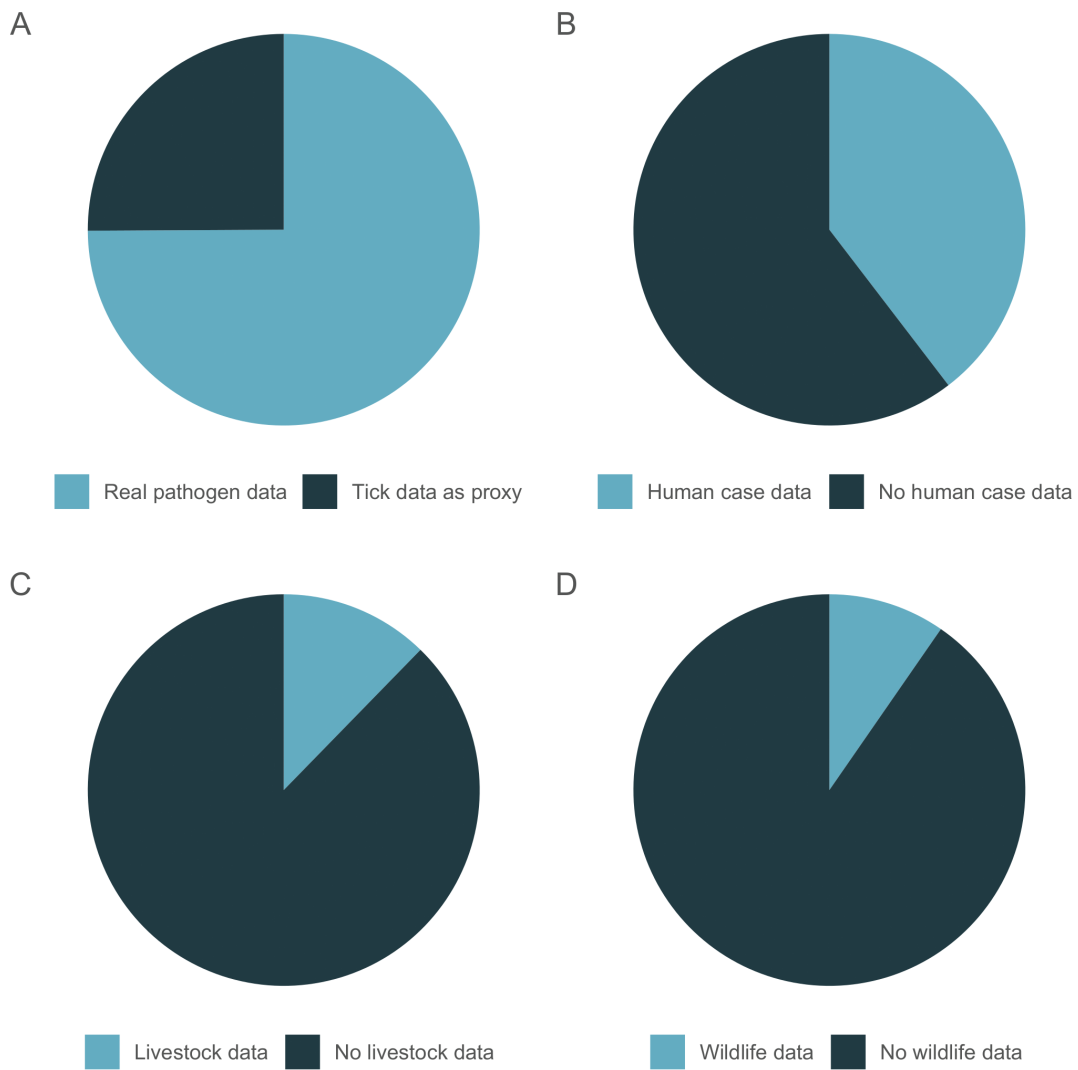 A
B
Real pathogen data Tick data as proxy
Human case data No human case data
C
D
Livestock data No livestock data
Wildlife data No wildlife data